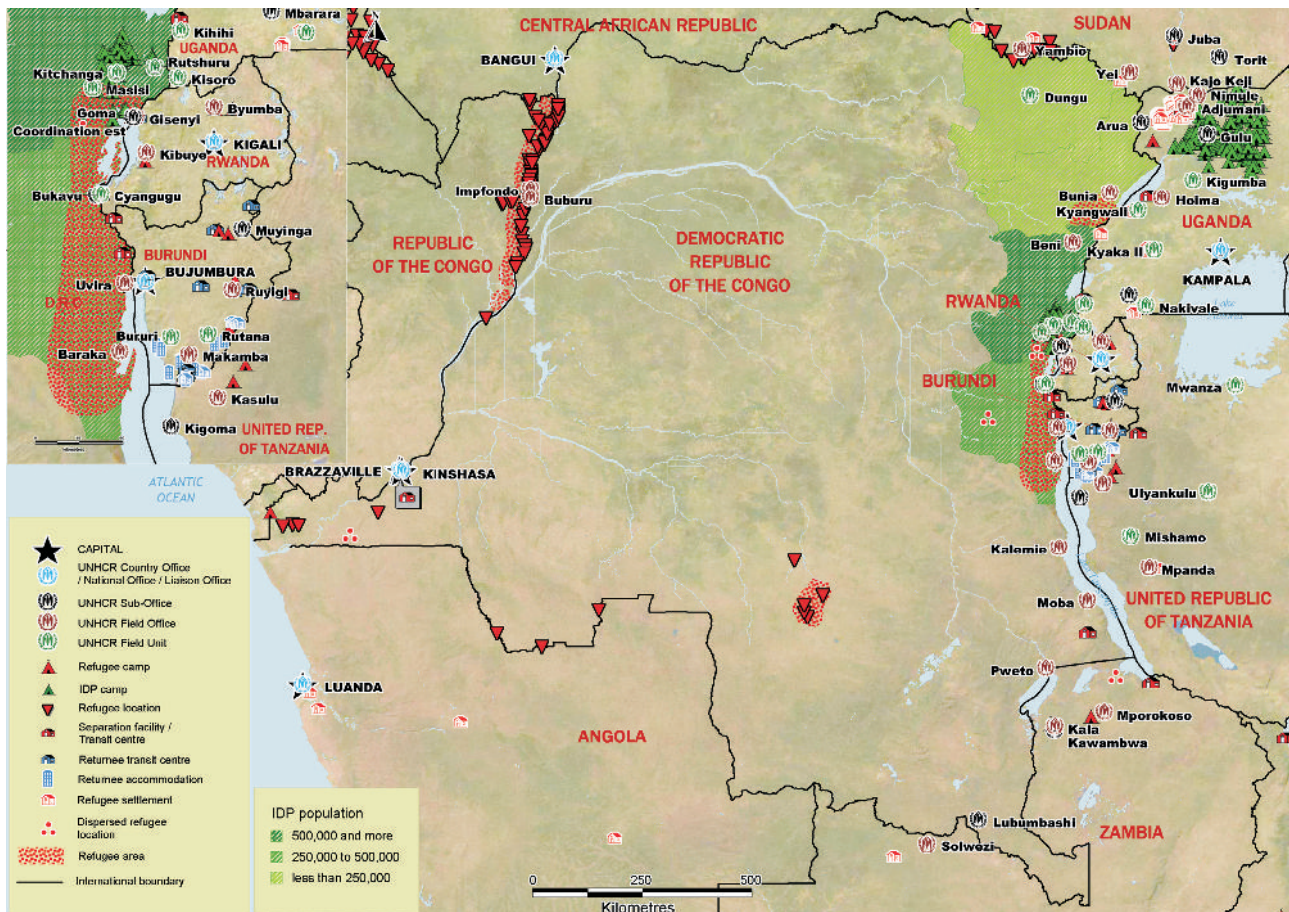 Mbarara
Kihihi
UGANDA
Rutshuru
Kitchanga
Kisoro
Masisi
Goma
Byumba
Gisenyi
Coordination est
KIGALI
Kibuye
RWANDA
Bukavu
Cyangugu
Muyinga
BURUNDI
BUJUMBURA
Uvira
Ruyigi
D.R.C
Bururi
Rutana
Baraka
Makamba
Kasulu
Kigoma
UNITED REP.
OF TANZANIA
CENTRAL AFRICAN REPUBLIC
BANGUI
SUDAN
Juba
Yambio
Torit
Yei
Kajo Keji
Nimule
Dungu
Adjumani
Arua
Gulu
Kigumba
Impfondo
Buburu
Bunia
Hoima
Kyangwali
UGANDA
REPUBLIC
OF THE CONGO
DEMOCRATIC
REPUBLIC
OF THE CONGO
Beni
Kyaka II
KAMPALA
RWANDA
Nakivale
Lake
BURUNDI
Mwanza
BRAZZAVILLE
KINSHASA
ATLANTIC
OCEAN
Ulyankulu
Mishamo
Kalemie
Mpanda
Moba
UNITED REPUBLIC
OF TANZANIA
Pweto
LUANDA
Mporokoso
ANGOLA
Kala
Kawambwa
Lubumbashi
ZAMBIA
Solwezi
CAPITAL
UNHCR Country Office
/ National Office / Liaison Office
UNHCR Sub-Office
UNHCR Field Office
UNHCR Field Unit
Refugee camp
IDP camp
Refugee location
Separation facility /
Transit centre
Returnee transit centre
Returnee accommodation
Refugee settlement
Dispersed refugee
location
Refugee area
International boundary
IDP population
500,000 and more
250,000 to 500,000
less than 250,000
0 250 500
Kilometres